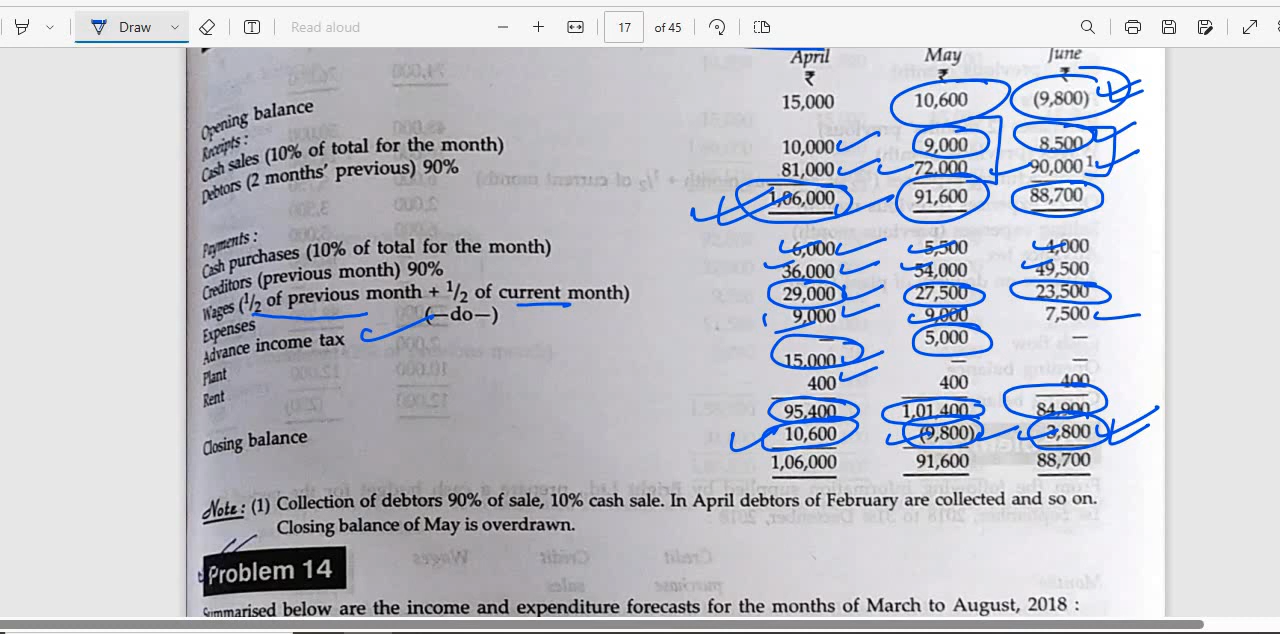 Draw
Read aloud
17 of 45
April May June
₹ ₹ ₹
Opening balance 15,000 10,600 (9,800)
Receipts :
Cash sales (10% of total for the month) 10,000 9,000 8,500
Debtors (2 months' previous) 90% 81,000 72,000 90,000 1
1,06,000 91,600 88,700
Payments :
Cash purchases (10% of total for the month) 6,000 5,500 4,000
Creditors (previous month) 90% 36,000 54,000 49,500
Wages (1/2 of previous month + 1/2 of current month) 29,000 27,500 23,500
Expenses (—do—) 9,000 9,000 7,500
Advance income tax — 5,000 —
Plant 15,000 — —
Rent 400 400 400
95,400 1,01,400 84,900
Closing balance 10,600 (9,800) 3,800
1,06,000 91,600 88,700
Note : (1) Collection of debtors 90% of sale, 10% cash sale. In April debtors of February are collected and so on.
Closing balance of May is overdrawn.
Problem 14
Summarised below are the income and expenditure forecasts for the months of March to August, 2018 :